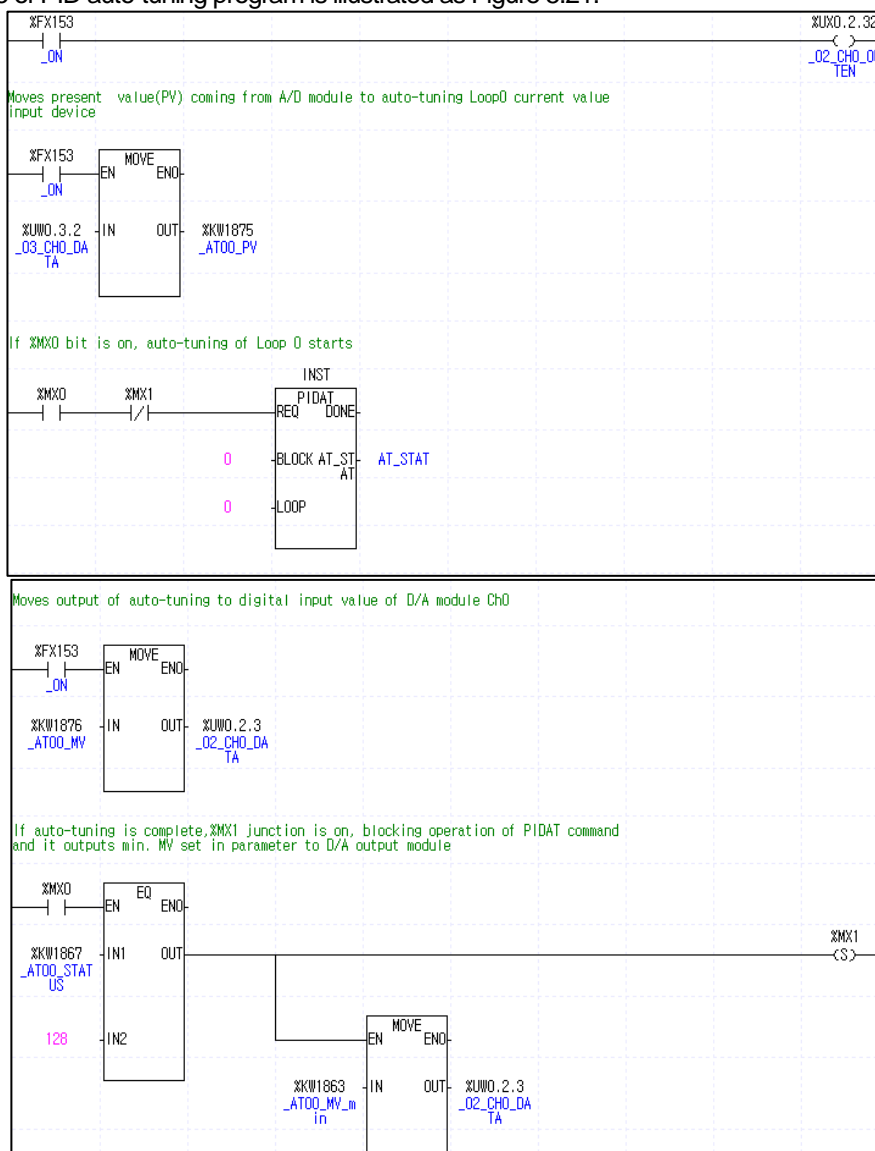 PID auto-tuning program is illustrated as Figure
%FX153
%UX0.2.32
_ON
_02_CH0_O
TEN
Moves present value(PV) coming from A/D module to auto-tuning Loop0 current value
input device
%FX153
MOVE
EN ENO
_ON
%UW0.3.2 IN OUT %KW1875
_03_CH0_DA
TA
_AT00_PV
If %MX0 bit is on, auto-tuning of Loop 0 starts
INST
%MX0 %MX1
PIDAT
REQ DONE
0 BLOCK AT_ST
AT
AT_STAT
0 LOOP
Moves output of auto-tuning to digital input value of D/A module Ch0
%FX153
MOVE
EN ENO
_ON
%KW1876 IN OUT %UW0.2.3
_AT00_MV
_02_CH0_DA
TA
If auto-tuning is complete,%MX1 junction is on, blocking operation of PIDAT command
and it outputs min. MV set in parameter to D/A output module
%MX0
EQ
EN ENO
%MX1
%KW1867 IN1 OUT
(S)
_AT00_STAT
US
128 IN2
MOVE
EN ENO
%KW1863 IN OUT %UW0.2.3
_AT00_MV_m
in
_02_CH0_DA
TA